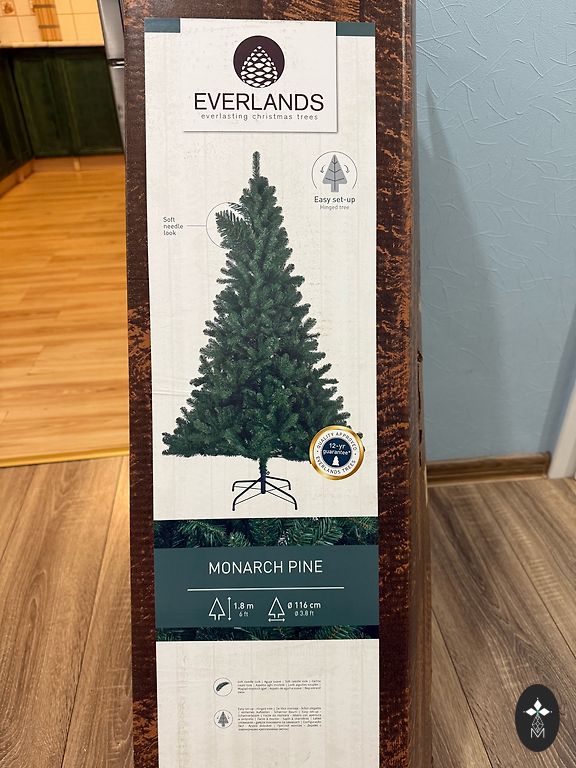 EVERLANDS
everlasting christmas trees
Easy set-up
Hinged tree
Soft
needle
look
QUALITY APPROVED
12-yr
guarantee*
EVERLANDS TREES
MONARCH PINE
1.8 m
6 ft
ø 116 cm
ø 3.8 ft
M